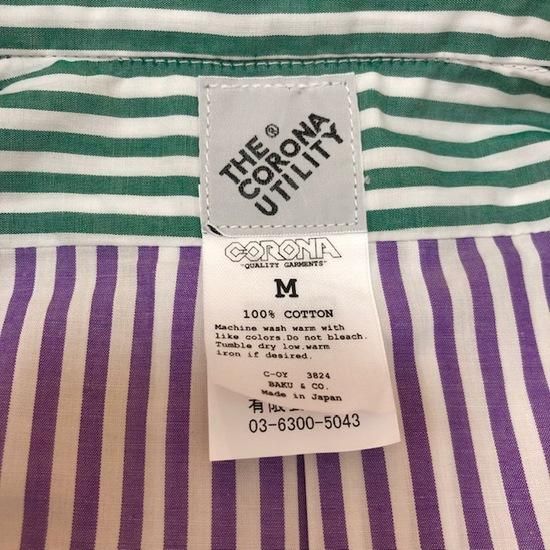 THE ®
CORONA
UTILITY
CORONA
"QUALITY GARMENTS"
M
100% COTTON
Machine wash warm with
like colors.Do not bleach.
Tumble dry low.warm
iron if desired.
C-OY 3824
BAKU & CO.
Made in Japan
有限
03-6300-5043